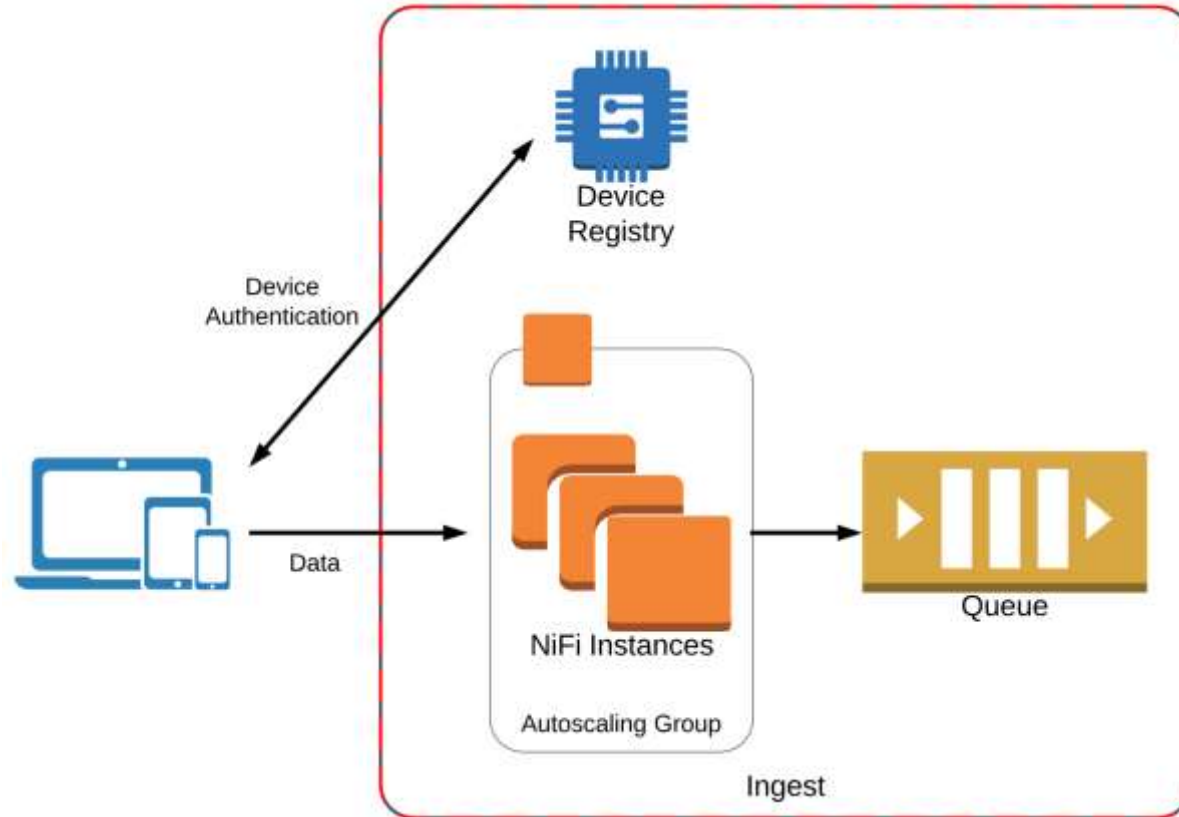 Device
Registry
Device
Authentication
Data
NiFi Instances
Autoscaling Group
Queue
Ingest